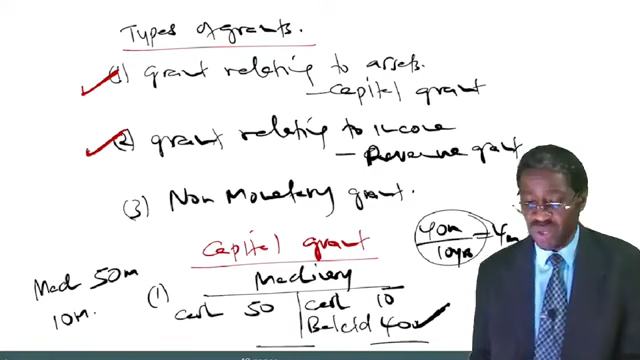 Types of grants.
(1) grant relating to assets
- Capital grant
(2) grant relating to income
- Revenue grant
(3) Non Monetary grant.
Capital grant
40m
10yrs
= 4m
Mach 50m
10m.
(1)
Machinery
Cash 50
Cash 10
Bal c/d 40